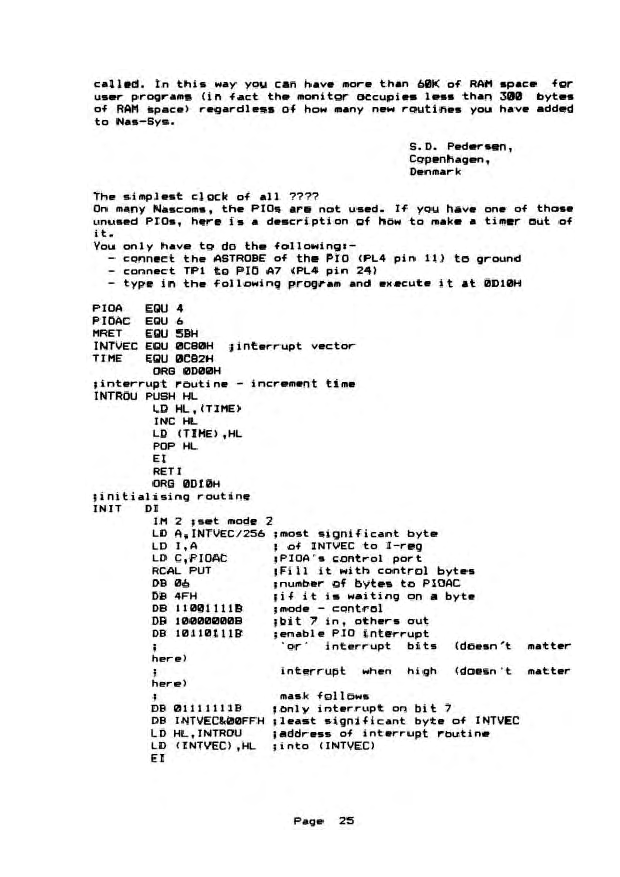 called. In this way you can have more than 60K of RAM space for
user programs (in fact the monitor occupies less than 300 bytes
of RAM space) regardless of how many new routines you have added
to Nas-Sys.
S.D. Pedersen,
Copenhagen,
Denmark
The simplest clock of all ????
On many Nascoms, the PIOs are not used. If you have one of those
unused PIOs, here is a description of how to make a timer out of
it.
You only have to do the following:-
- connect the ASTROBE of the PIO (PL4 pin 11) to ground
- connect TP1 to PIO A7 (PL4 pin 24)
- type in the following program and execute it at 0D10H
PIOA EQU 4
PIOAC EQU 6
MRET EQU 5BH
INTVEC EQU 0C80H ;interrupt vector
TIME EQU 0C82H
ORG 0D00H
;interrupt routine - increment time
INTROU PUSH HL
LD HL,(TIME)
INC HL
LD (TIME),HL
POP HL
EI
RETI
ORG 0D10H
;initialising routine
INIT DI
IM 2 ;set mode 2
LD A,INTVEC/256 ;most significant byte
LD I,A ; of INTVEC to I-reg
LD C,PIOAC ;PIOA's control port
RCAL PUT ;Fill it with control bytes
DB 06 ;number of bytes to PIOAC
DB 4FH ;if it is waiting on a byte
DB 11001111B ;mode - control
DB 10000000B ;bit 7 in, others out
DB 10110111B ;enable PIO interrupt
; 'or' interrupt bits (doesn't matter
here)
; interrupt when high (doesn't matter
here)
; mask follows
DB 01111111B ;only interrupt on bit 7
DB INTVEC&00FFH ;least significant byte of INTVEC
LD HL,INTROU ;address of interrupt routine
LD (INTVEC),HL ;into (INTVEC)
EI
Page 25